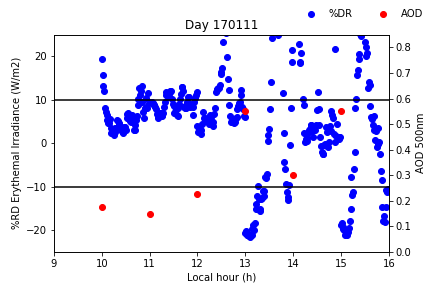 %DR AOD
Day 170111
%RD Erythemal Irradiance (W/m2)
20
10
0
−10
−20
0.8
0.7
0.6
0.5
0.4
0.3
0.2
0.1
0.0
AOD 500nm
9 10 11 12 13 14 15 16
Local hour (h)